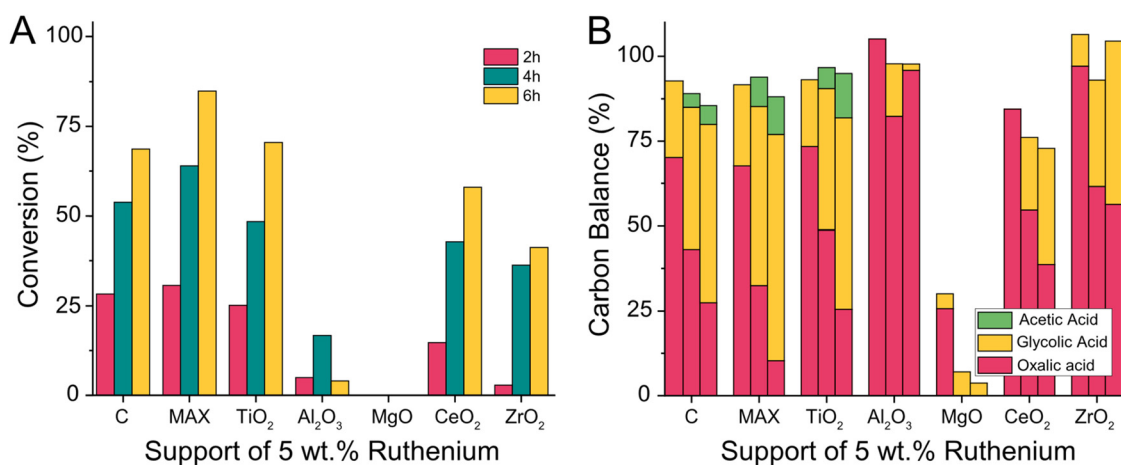 A
Conversion (%)
100
75
50
25
0
2h
4h
6h
C MAX TiO₂ Al₂O₃ MgO CeO₂ ZrO₂
Support of 5 wt.% Ruthenium
B
Carbon Balance (%)
100
75
50
25
0
Acetic Acid
Glycolic Acid
Oxalic acid
C MAX TiO₂ Al₂O₃ MgO CeO₂ ZrO₂
Support of 5 wt.% Ruthenium